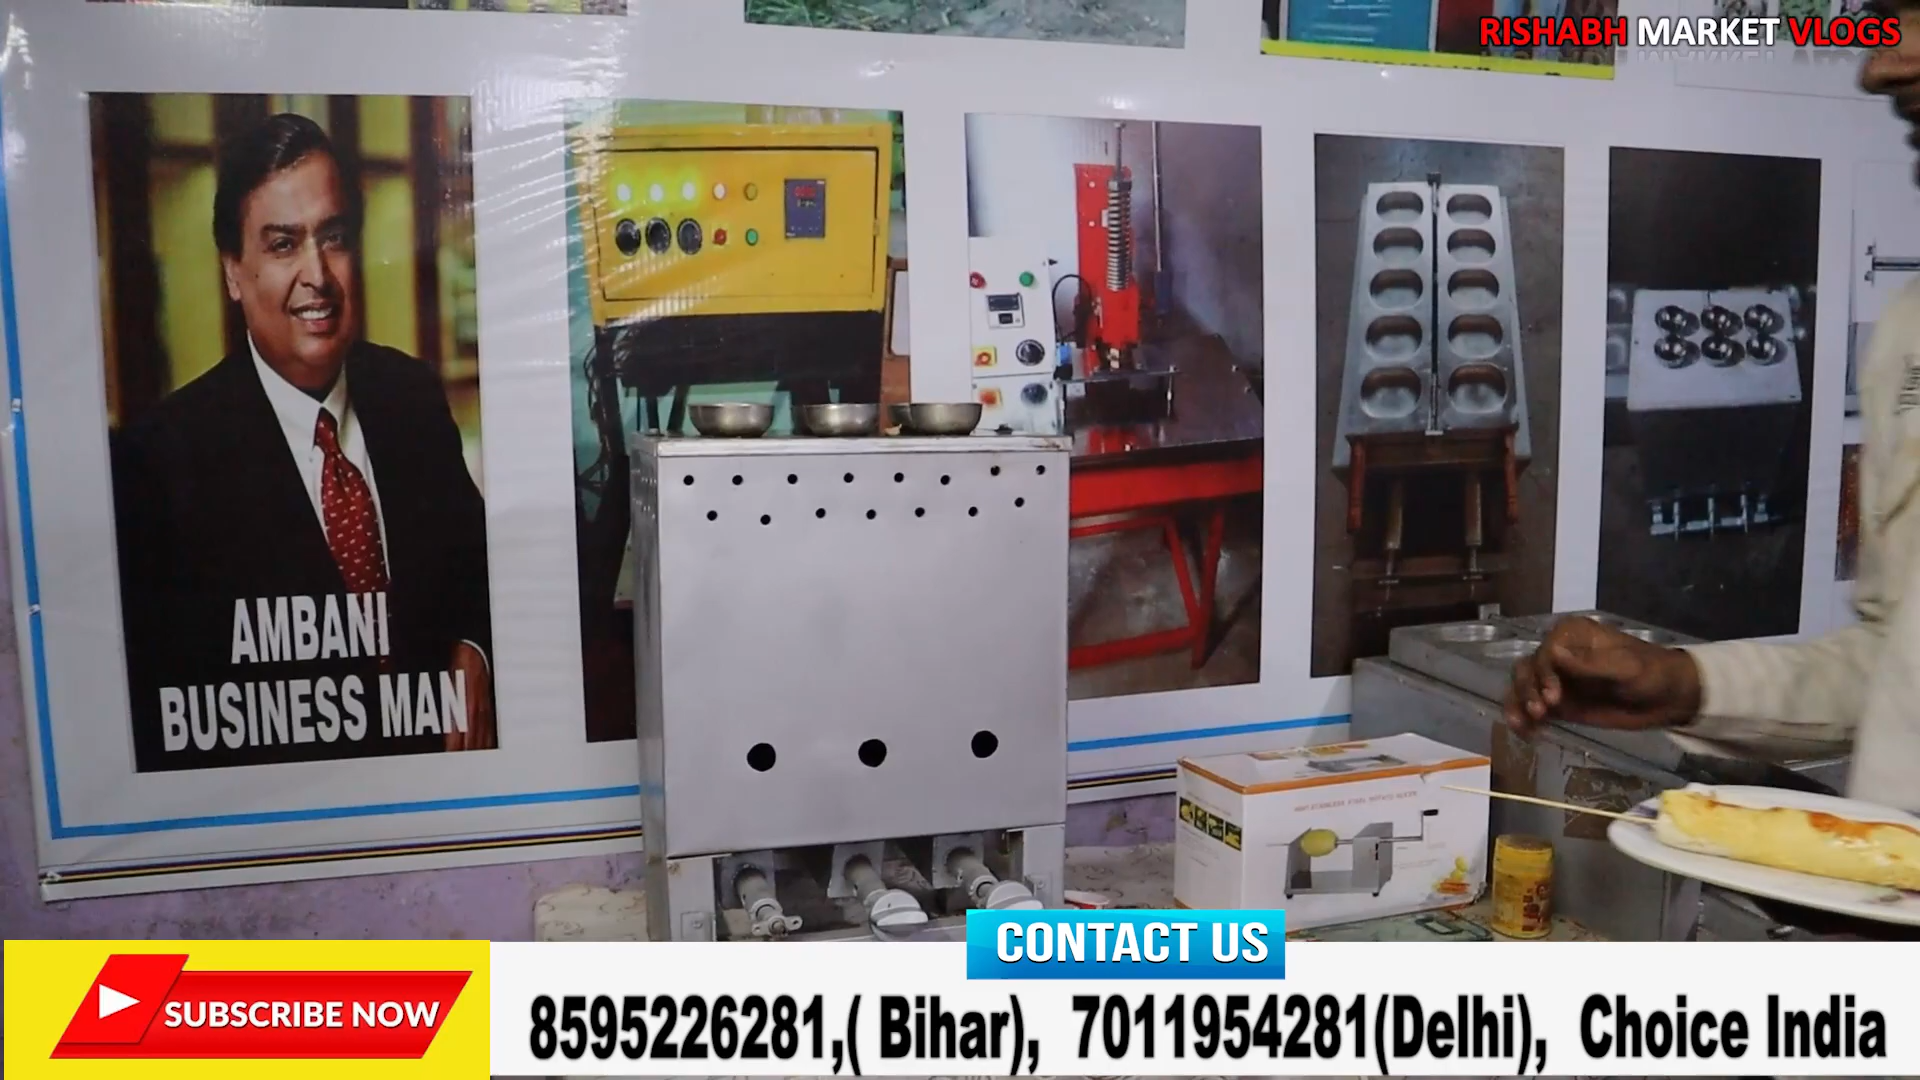 RISHABH MARKET VLOGS
AMBANI
BUSINESS MAN
CONTACT US
SUBSCRIBE NOW
8595226281,( Bihar), 7011954281(Delhi), Choice India